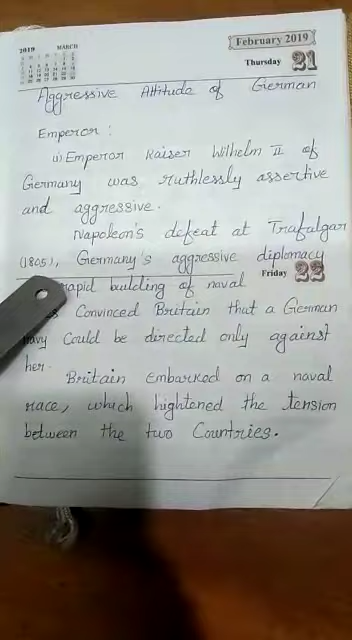 2019 MARCH
February 2019
Thursday 21
Aggressive Attitude of German
Emperor :
(i) Emperor Kaiser Wilhelm II of
Germany was ruthlessly assertive
and aggressive.
Napoleon's defeat at Trafalgar
(1805), Germany's aggressive diplomacy
Friday 22
rapid building of naval
Convinced Britain that a German
navy could be directed only against
her.
Britain embarked on a naval
race, which hightened the tension
between the two Countries.